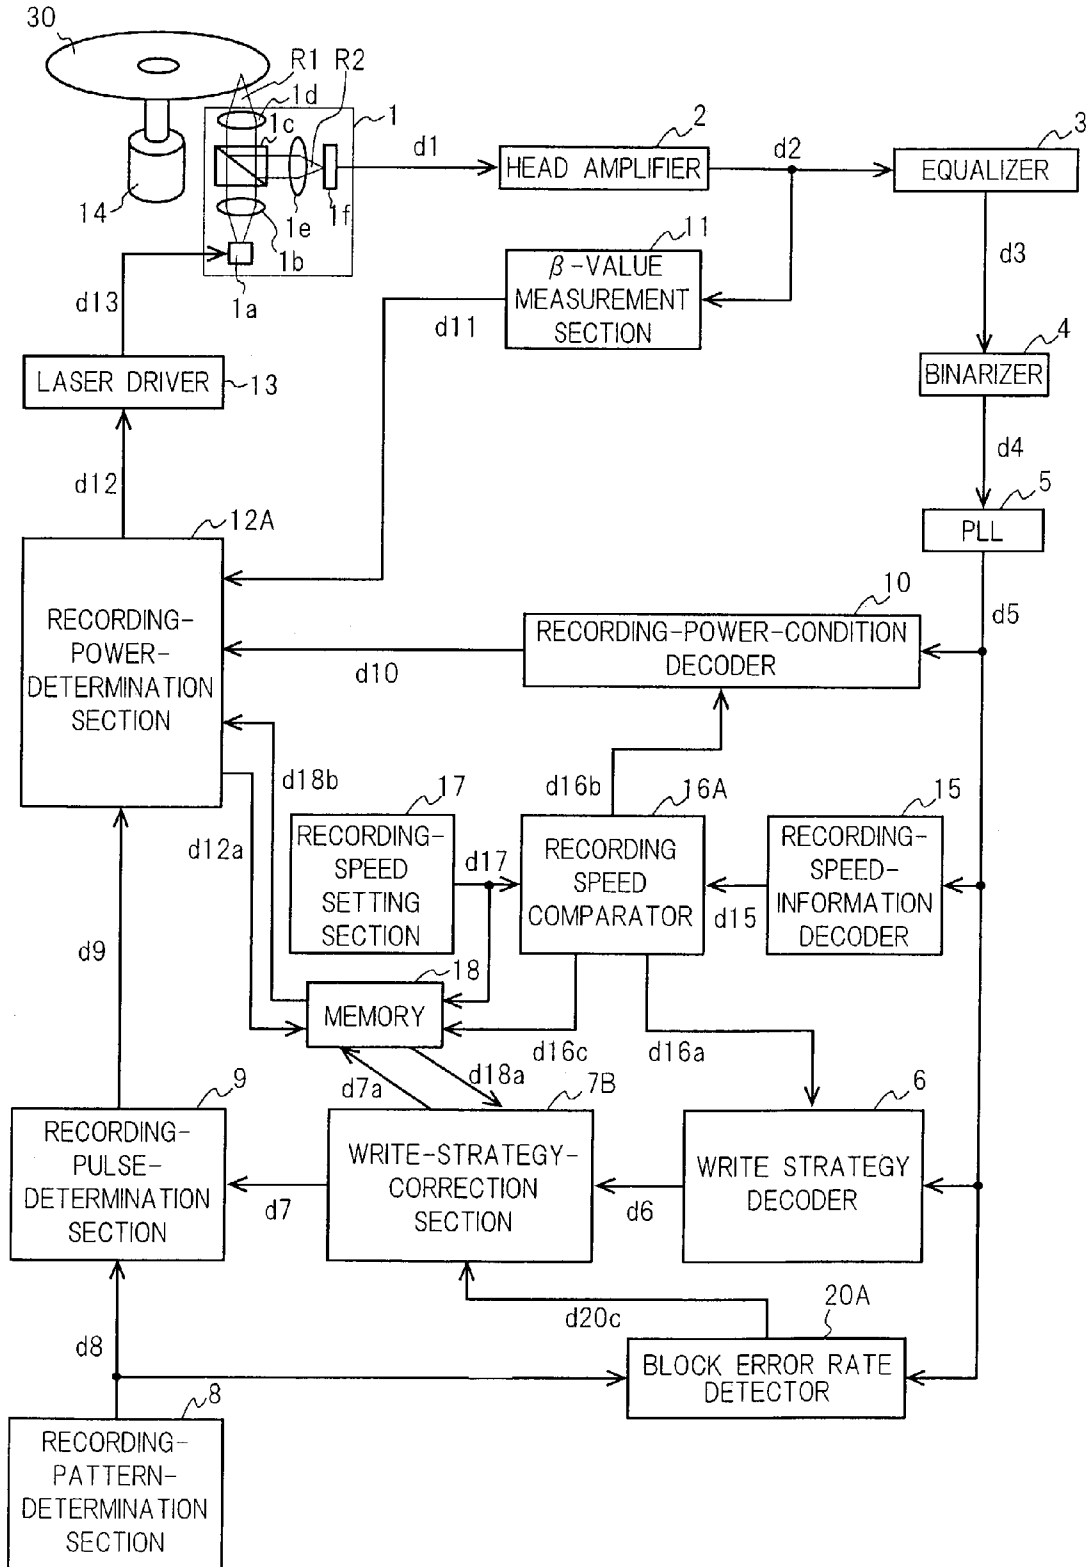 30
R1
R2
1d
1c
1
1e
1f
1b
1a
14
d1
2
HEAD AMPLIFIER
d2
3
EQUALIZER
11
β-VALUE
MEASUREMENT
SECTION
d11
d3
d13
4
BINARIZER
LASER DRIVER
13
d4
d12
5
PLL
12A
RECORDING-
POWER-
DETERMINATION
SECTION
10
RECORDING-POWER-CONDITION
DECODER
d5
d10
d18b
d16b
17
RECORDING-
SPEED
SETTING
SECTION
d17
16A
RECORDING
SPEED
COMPARATOR
15
RECORDING-
SPEED-
INFORMATION
DECODER
d15
d12a
d9
18
MEMORY
d16c
d16a
d7a
d18a
9
RECORDING-
PULSE-
DETERMINATION
SECTION
7B
WRITE-STRATEGY-
CORRECTION
SECTION
6
WRITE STRATEGY
DECODER
d7
d6
d20c
20A
BLOCK ERROR RATE
DETECTOR
d8
8
RECORDING-
PATTERN-
DETERMINATION
SECTION